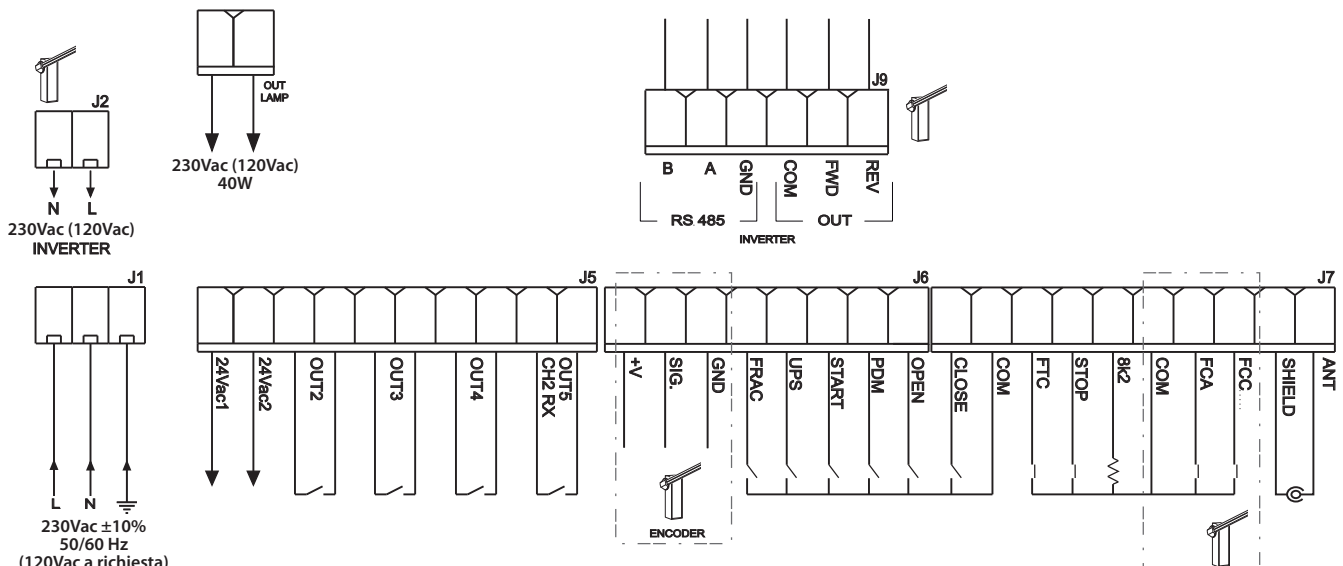 J2
N L
230Vac (120Vac)
INVERTER
OUT
LAMP
230Vac (120Vac)
40W
J9
B A GND COM FWD REV
RS 485 OUT
INVERTER
J1
L N
230Vac ±10%
50/60 Hz
(120Vac a richiesta)
J5
24Vac1
24Vac2
OUT2
OUT3
OUT4
OUT5
CH2 RX
J6
+V
SIG.
GND
FRAC
UPS
START
PDM
OPEN
ENCODER
J7
CLOSE
COM
FTC
STOP
8k2
COM
FCA
FCC
SHIELD
ANT